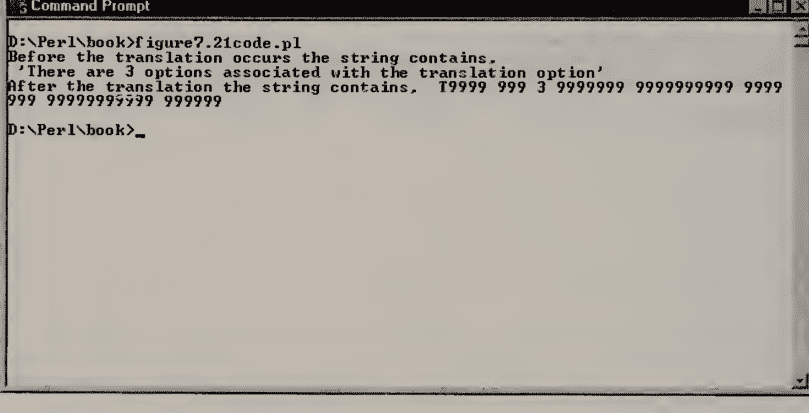 Command Prompt
D:\Perl\book>figure7.21code.pl
Before the translation occurs the string contains,
'There are 3 options associated with the translation option'
After the translation the string contains,  T9999 999 3 9999999 9999999999 9999
999 99999999999 999999
D:\Perl\book>_